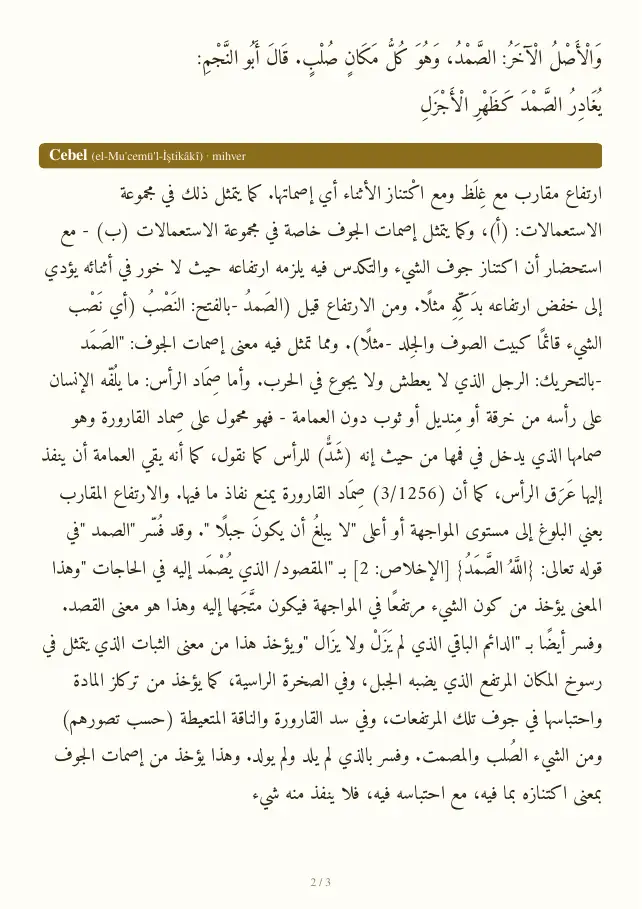 وَالْأَصْلُ الْآخَرُ: الصَّمْدُ، وَهُوَ كُلُّ مَكَانٍ صُلْبٍ. قَالَ أَبُو النَّجْمِ:
يُغَادِرُ الصَّمْدَ كَظَهْرِ الْأَجْزَلِ
Cebel (el-Mu'cemü'l-İştikâkî) · mihver
ارتفاع مقارب مع غِلَظ ومع اكْتناز الأثناء أي إصماتها. كما يتمثل ذلك في مجموعة
الاستعمالات: (أ)، وكما يتمثل إصمات الجوف خاصة في مجموعة الاستعمالات (ب) - مع
استحضار أن اكتناز جوف الشيء والتكدس فيه يلزمه ارتفاعه حيث لا خور في أثنائه يؤدي
إلى خفض ارتفاعه بدَكِّهِ مثلًا. ومن الارتفاع قيل (الصَمدُ -بالفتح: النَصْبُ (أي نَصْب
الشيء قائمًا كبيت الصوف والجِلد -مثلًا). ومما تمثل فيه معنى إصمات الجوف: "الصَمَد
-بالتحريك: الرجل الذي لا يعطش ولا يجوع في الحرب. وأما صِمَاد الرأس: ما يلُفّه الإنسان
على رأسه من خرقة أو مِنديل أو ثوب دون العمامة - فهو محمول على صِماد القارورة وهو
صمامها الذي يدخل في فمها من حيث إنه (شَدٌّ) للرأس كما نقول، كما أنه يقي العمامة أن ينفذ
إليها عَرَق الرأس، كما أن (3/1256) صِمَاد القارورة يمنع نفاذ ما فيها. والارتفاع المقارب
يعني البلوغ إلى مستوى المواجهة أو أعلى "لا يبلغُ أن يكونَ جبلًا ". وقد فُسّر "الصمد "في
قوله تعالى: {اللَّهُ الصَّمَدُ} [الإخلاص: 2] بـ "المقصود/ الذي يُصْمَد إليه في الحاجات "وهذا
المعنى يؤخذ من كون الشيء مرتفعًا في المواجهة فيكون متَّجَها إليه وهذا هو معنى القصد.
وفسر أيضًا بـ "الدائم الباقي الذي لم يَزَلْ ولا يزَال "ويؤخذ هذا من معنى الثبات الذي يتمثل في
رسوخ المكان المرتفع الذي يضبه الجبل، وفي الصخرة الراسية، كما يؤخذ من تركز المادة
واحتباسها في جوف تلك المرتفعات، وفي سد القارورة والناقة المتعيطة (حسب تصورهم)
ومن الشيء الصُلب والمصمت. وفسر بالذي لم يلد ولم يولد. وهذا يؤخذ من إصمات الجوف
بمعنى اكتنازه بما فيه، مع احتباسه فيه، فلا ينفذ منه شيء
2 / 3